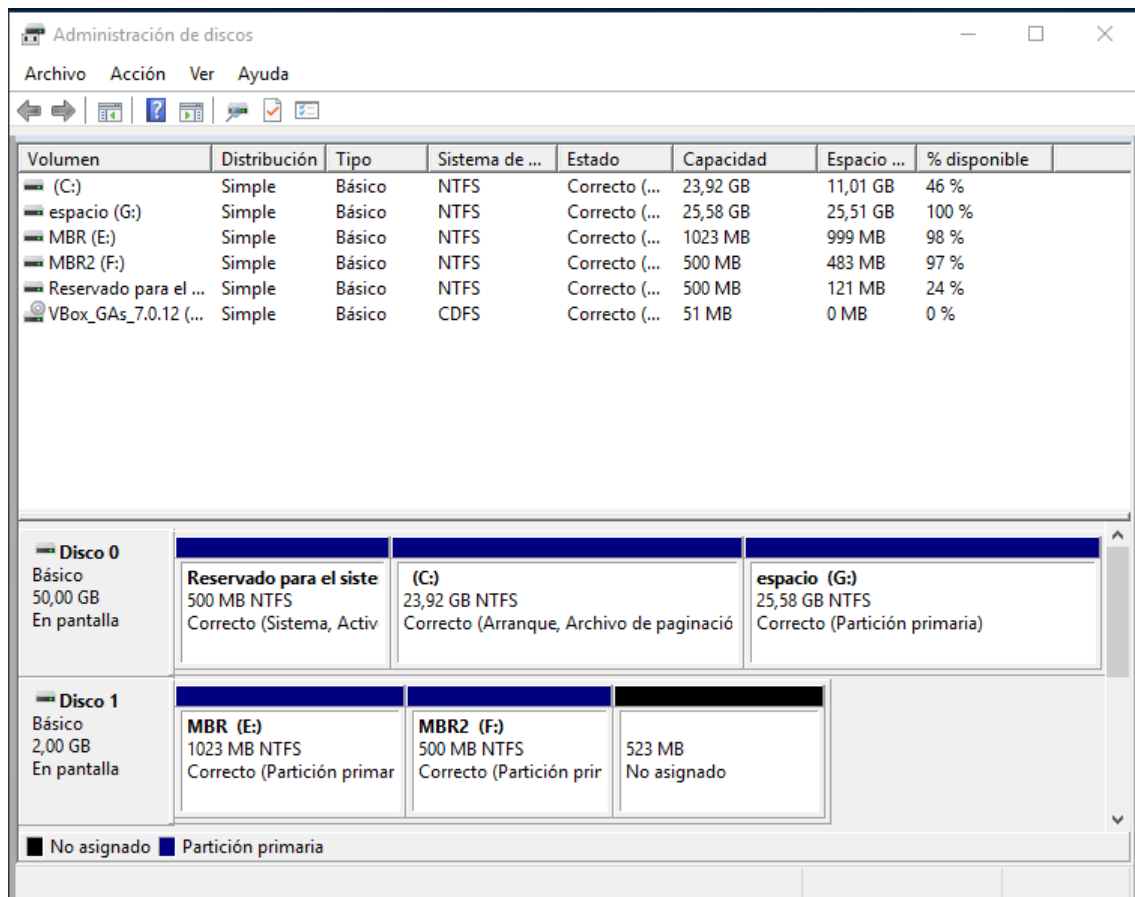 Administración de discos
Archivo Acción Ver Ayuda
Volumen Distribución Tipo Sistema de ... Estado Capacidad Espacio ... % disponible
(C:) Simple Básico NTFS Correcto (... 23,92 GB 11,01 GB 46 %
espacio (G:) Simple Básico NTFS Correcto (... 25,58 GB 25,51 GB 100 %
MBR (E:) Simple Básico NTFS Correcto (... 1023 MB 999 MB 98 %
MBR2 (F:) Simple Básico NTFS Correcto (... 500 MB 483 MB 97 %
Reservado para el ... Simple Básico NTFS Correcto (... 500 MB 121 MB 24 %
VBox_GAs_7.0.12 (... Simple Básico CDFS Correcto (... 51 MB 0 MB 0 %
Disco 0
Básico
50,00 GB
En pantalla
Reservado para el siste
500 MB NTFS
Correcto (Sistema, Activ
(C:)
23,92 GB NTFS
Correcto (Arranque, Archivo de paginació
espacio (G:)
25,58 GB NTFS
Correcto (Partición primaria)
Disco 1
Básico
2,00 GB
En pantalla
MBR (E:)
1023 MB NTFS
Correcto (Partición primar
MBR2 (F:)
500 MB NTFS
Correcto (Partición prir
523 MB
No asignado
No asignado Partición primaria